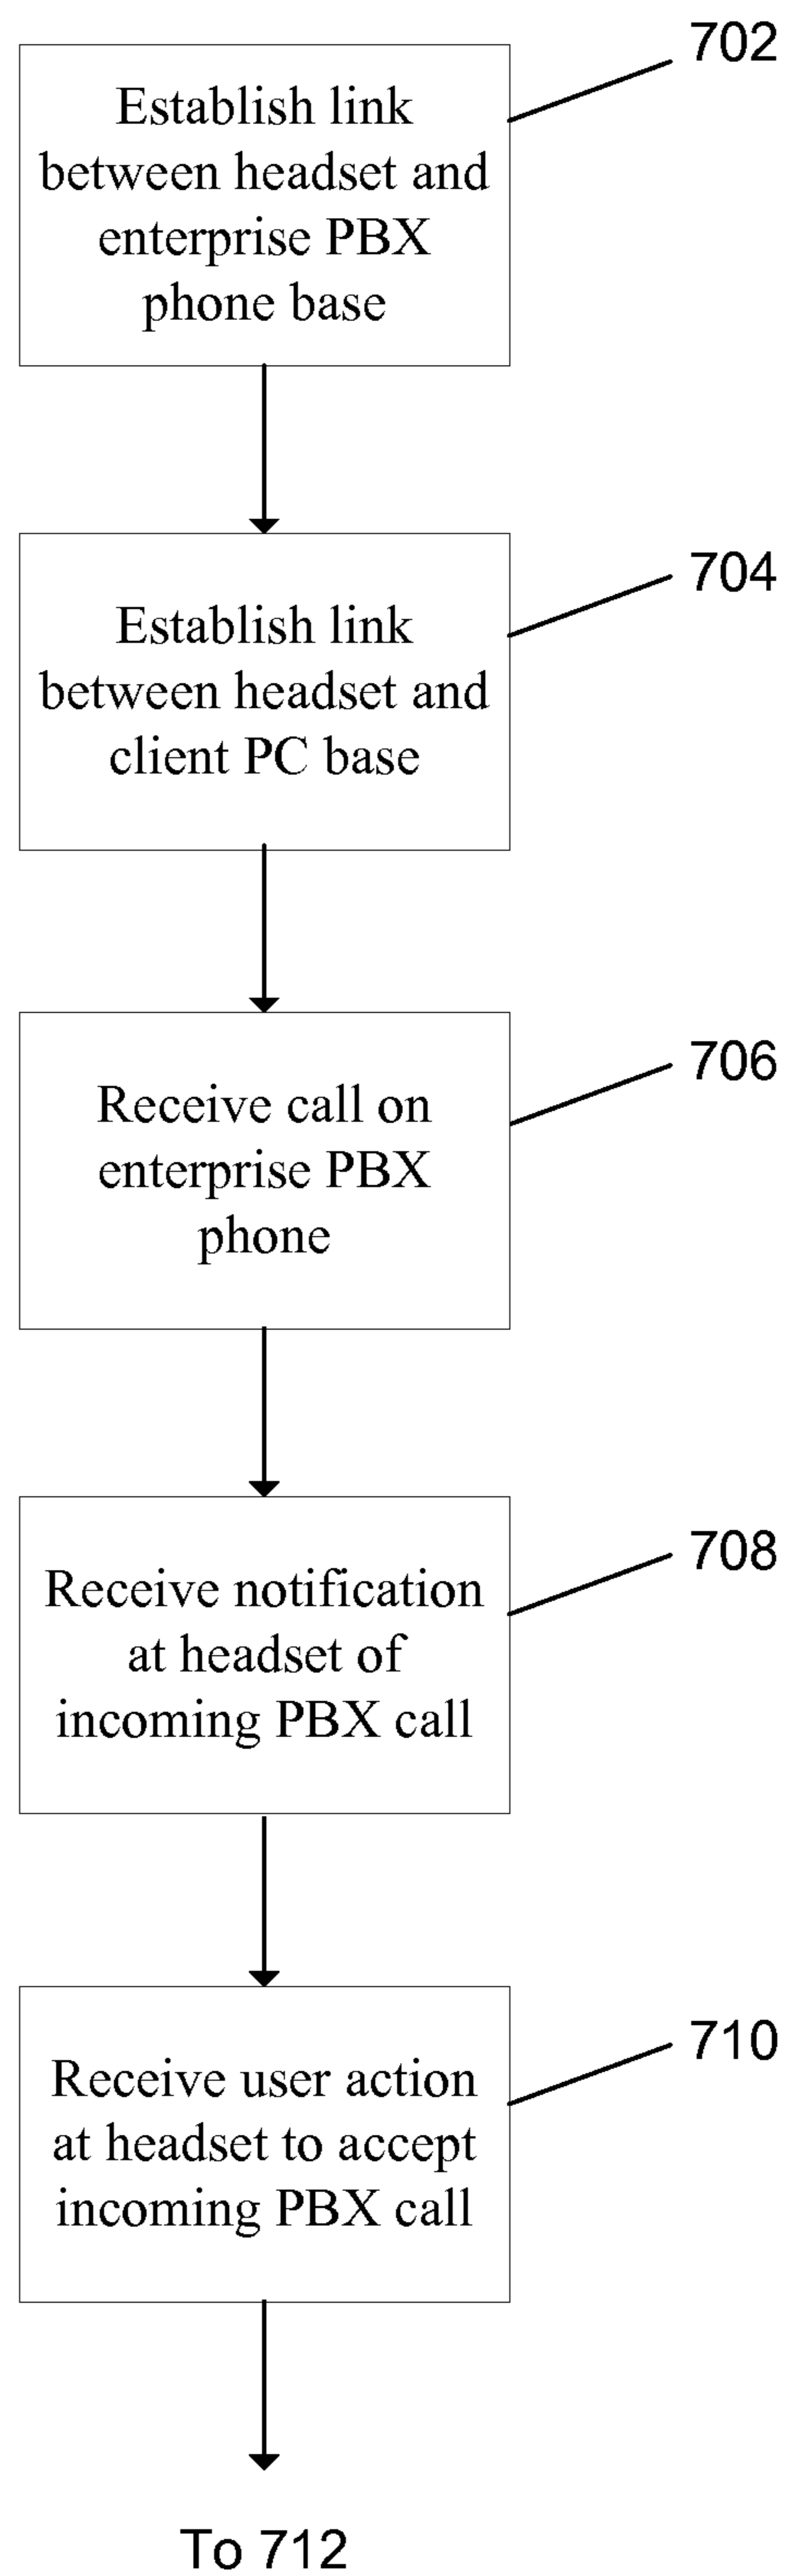 702
Establish link
between headset and
enterprise PBX
phone base
704
Establish link
between headset and
client PC base
706
Receive call on
enterprise PBX
phone
708
Receive notification
at headset of
incoming PBX call
710
Receive user action
at headset to accept
incoming PBX call
To 712